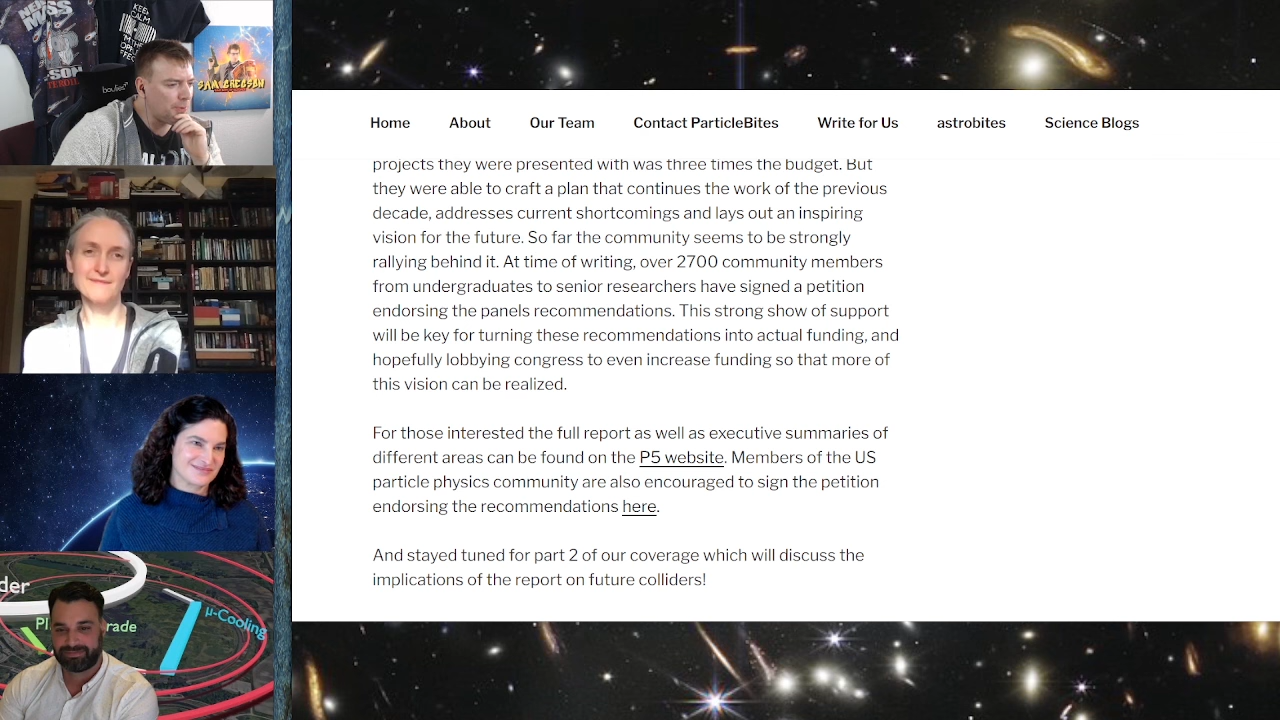 KEEP
CALM
boulies
SAM GREGSON
der
Pl
rade
μ-Cooling
Home About Our Team Contact ParticleBites Write for Us astrobites Science Blogs
projects they were presented with was three times the budget. But
they were able to craft a plan that continues the work of the previous
decade, addresses current shortcomings and lays out an inspiring
vision for the future. So far the community seems to be strongly
rallying behind it. At time of writing, over 2700 community members
from undergraduates to senior researchers have signed a petition
endorsing the panels recommendations. This strong show of support
will be key for turning these recommendations into actual funding, and
hopefully lobbying congress to even increase funding so that more of
this vision can be realized.
For those interested the full report as well as executive summaries of
different areas can be found on the P5 website. Members of the US
particle physics community are also encouraged to sign the petition
endorsing the recommendations here.
And stayed tuned for part 2 of our coverage which will discuss the
implications of the report on future colliders!